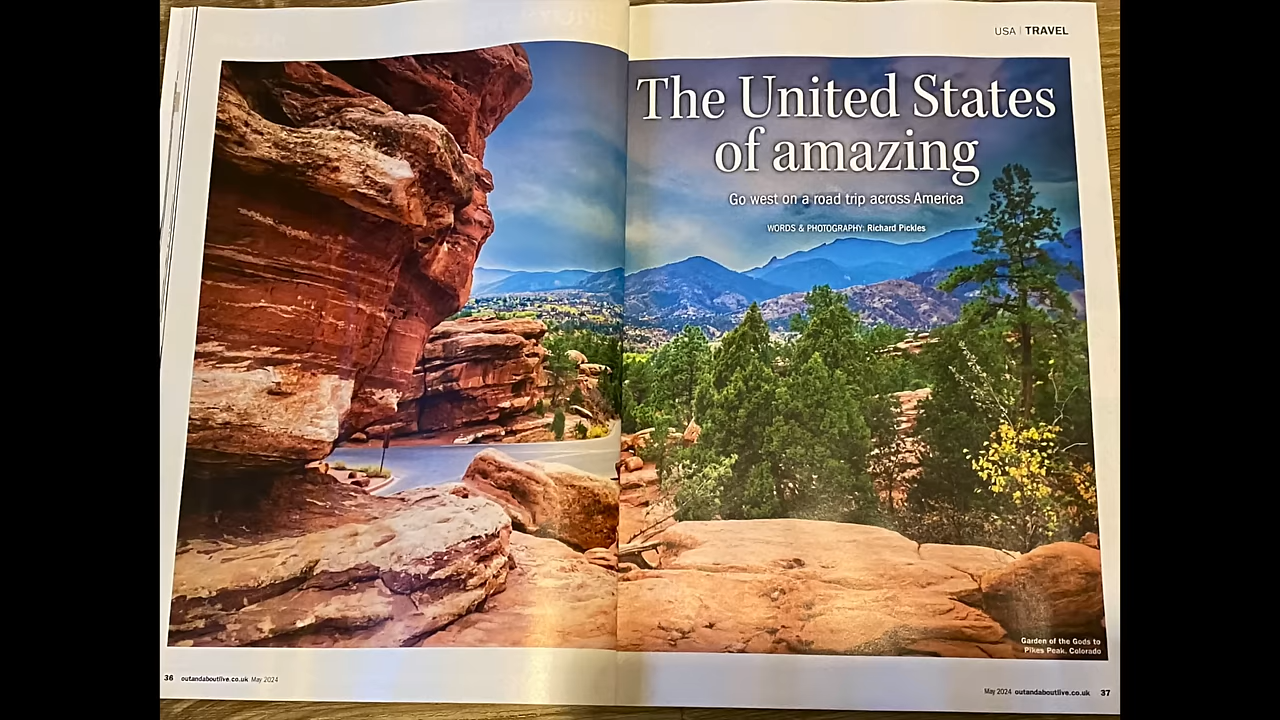 USA | TRAVEL
The United States
of amazing
Go west on a road trip across America
WORDS & PHOTOGRAPHY: Richard Pickles
Garden of the Gods to
Pikes Peak, Colorado
36 outandaboutlive.co.uk May 2024
May 2024 outandaboutlive.co.uk 37